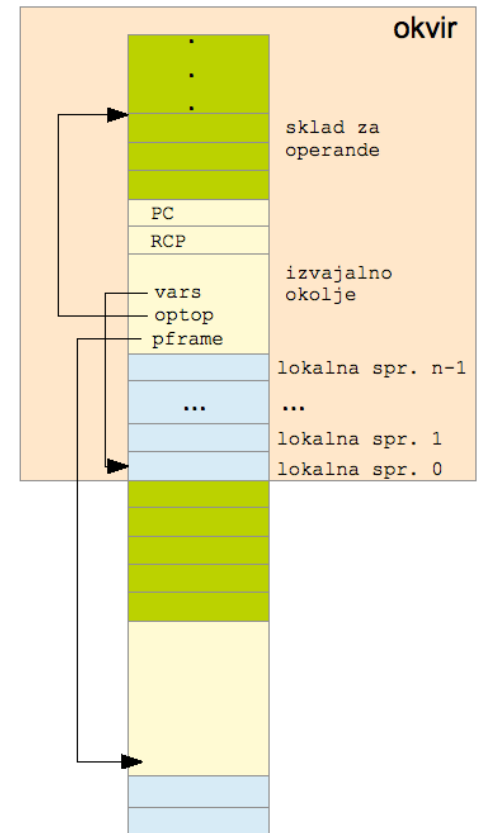 okvir
.
.
.
sklad za
operande
PC
RCP
izvajalno
okolje
vars
optop
pframe
lokalna spr. n-1
... ...
lokalna spr. 1
lokalna spr. 0